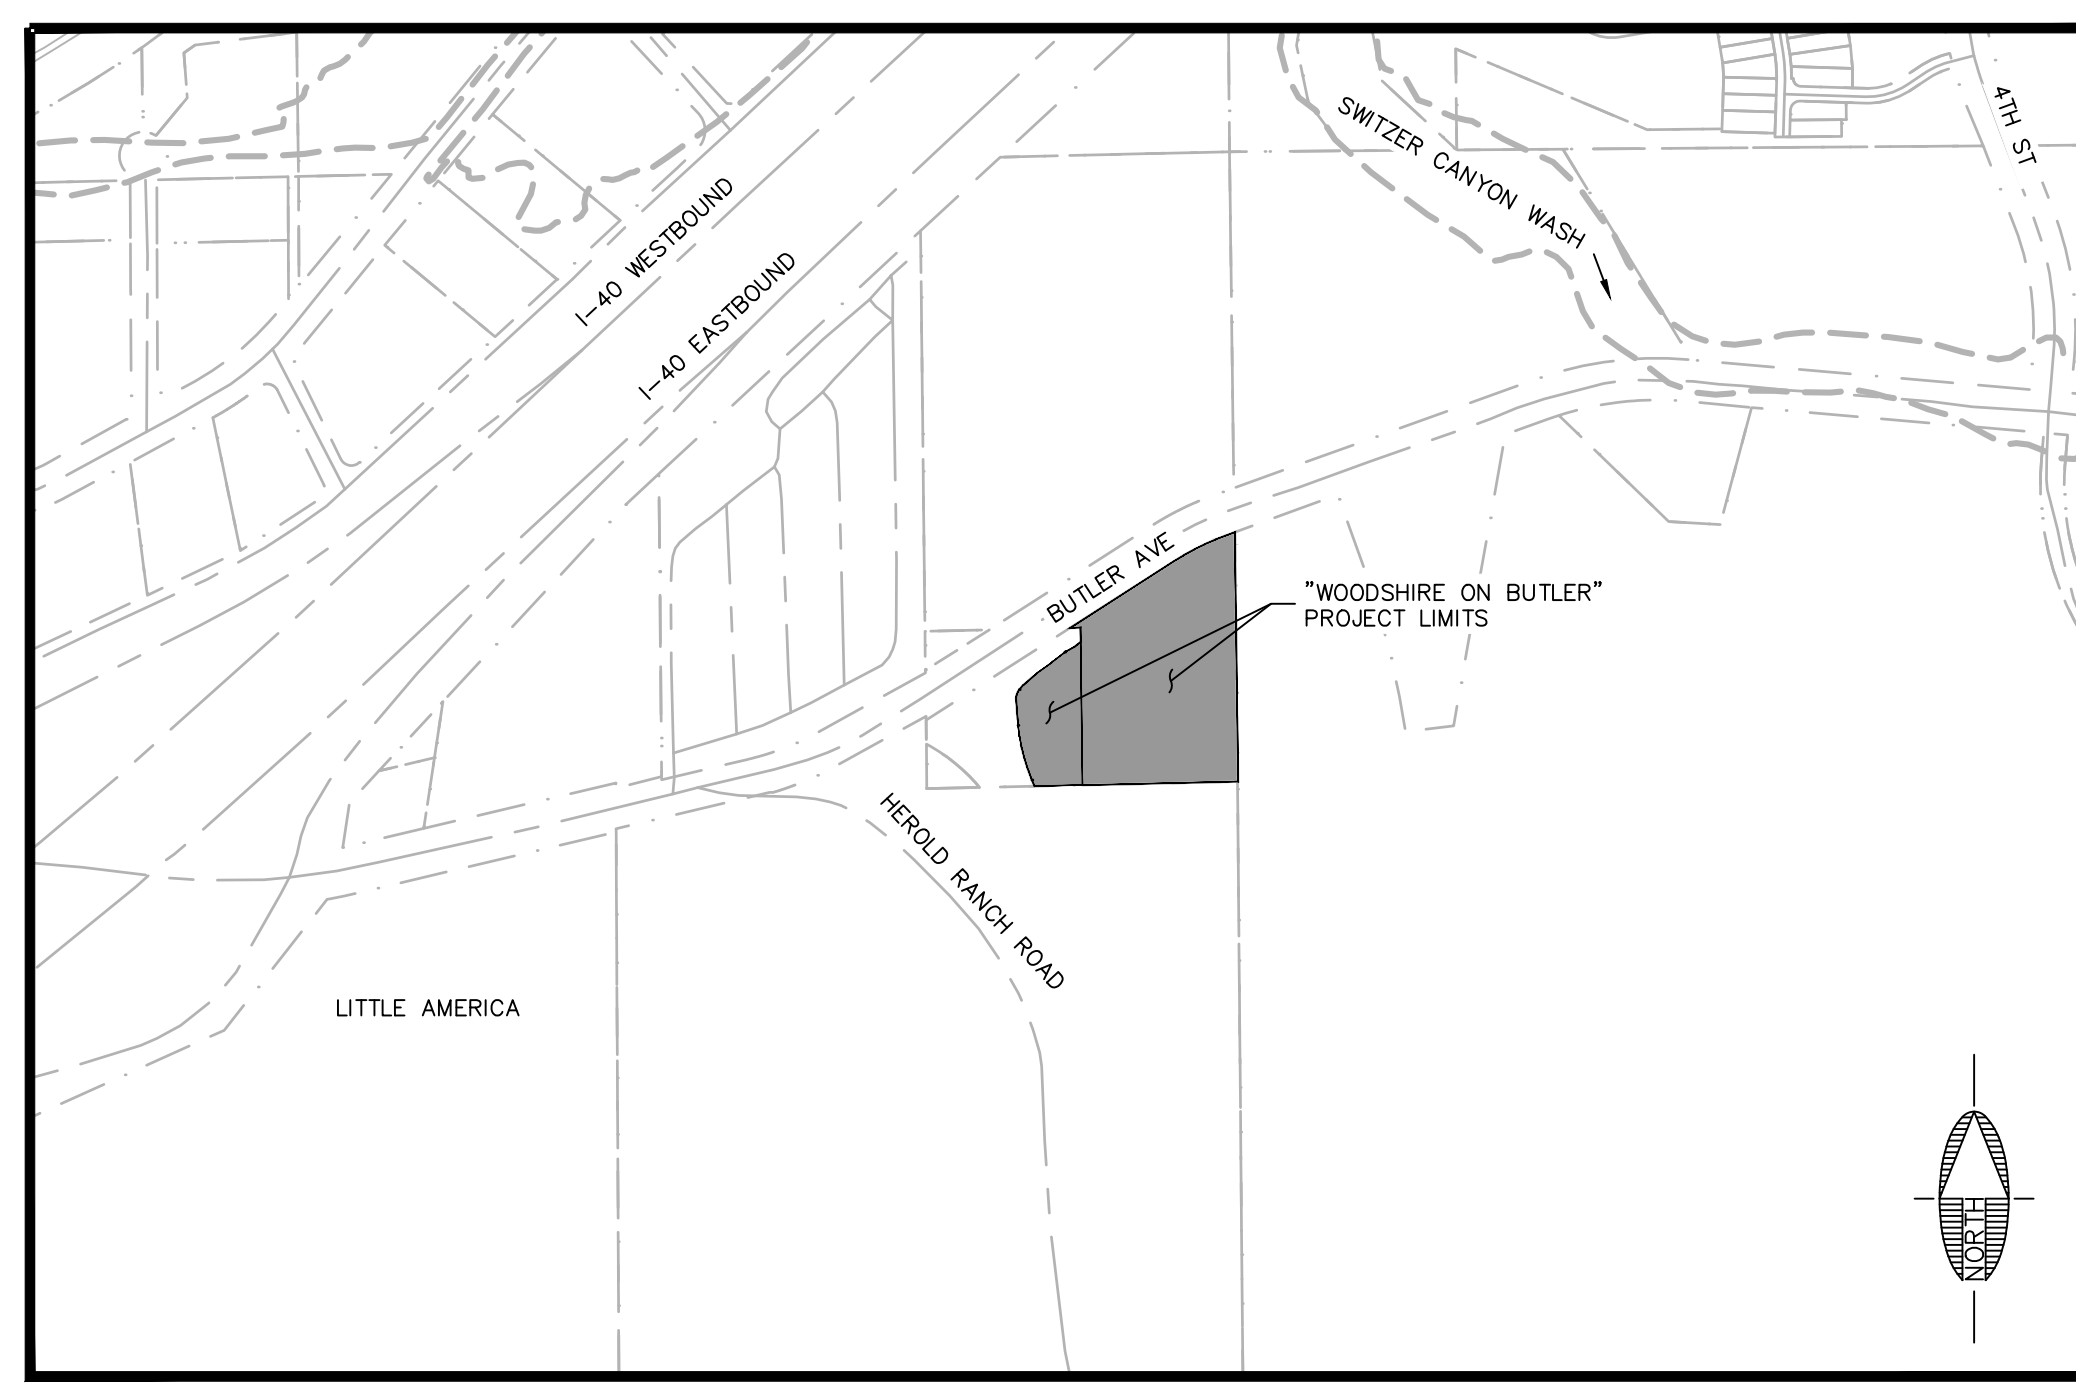 4TH ST
SWITZER CANYON WASH
I-40 WESTBOUND
I-40 EASTBOUND
BUTLER AVE
"WOODSHIRE ON BUTLER"
PROJECT LIMITS
HEROLD RANCH ROAD
LITTLE AMERICA
NORTH